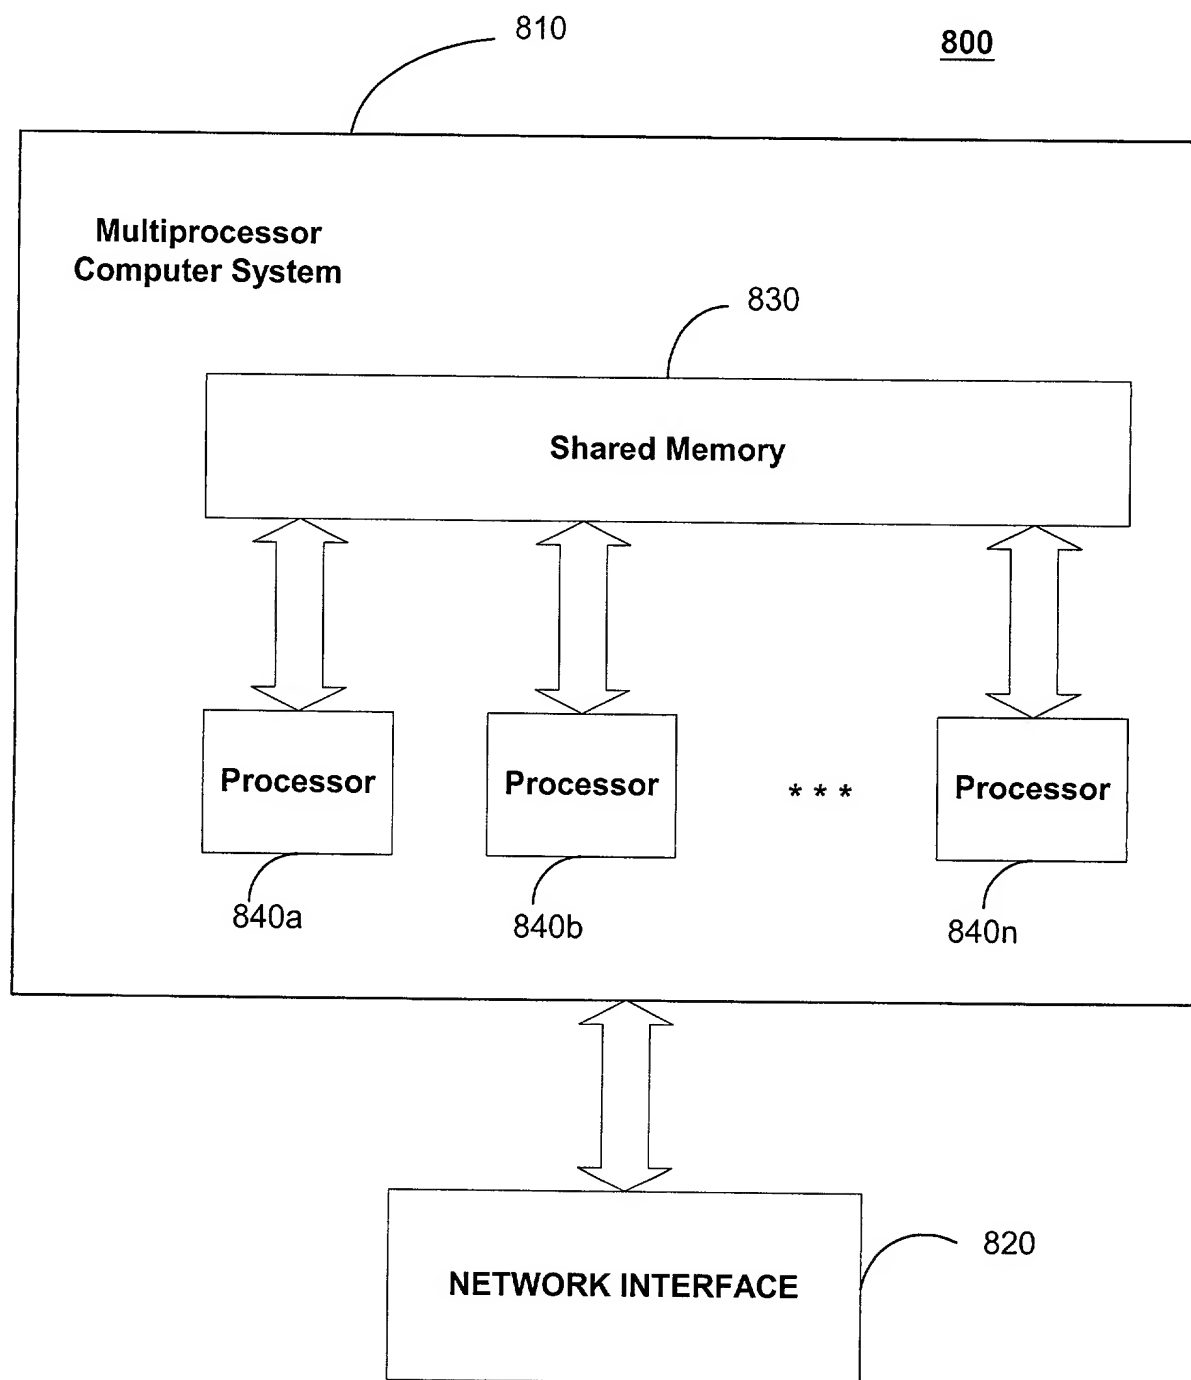 810
800
Multiprocessor
Computer System
830
Shared Memory
Processor
Processor
* * *
Processor
840a
840b
840n
820
NETWORK INTERFACE